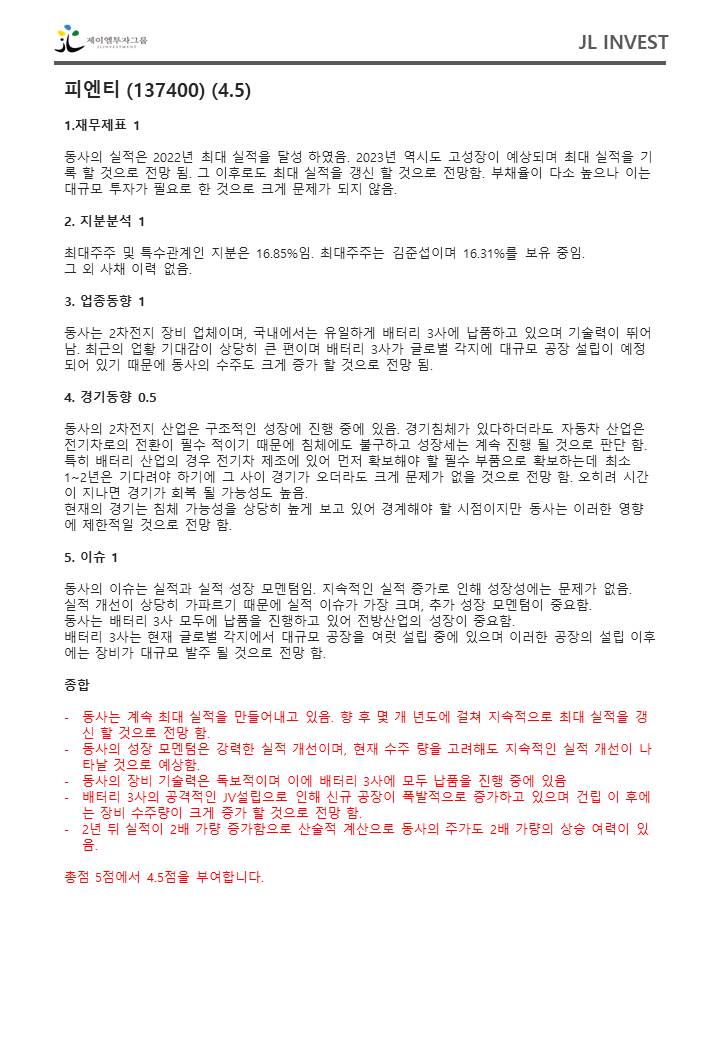 제이엘투자그룹
JL INVESTMENT
JL INVEST
피엔티 (137400) (4.5)
1.재무제표 1
동사의 실적은 2022년 최대 실적을 달성 하였음. 2023년 역시도 고성장이 예상되며 최대 실적을 기
록 할 것으로 전망 됨. 그 이후로도 최대 실적을 갱신 할 것으로 전망함. 부채율이 다소 높으나 이는
대규모 투자가 필요로 한 것으로 크게 문제가 되지 않음.
2. 지분분석 1
최대주주 및 특수관계인 지분은 16.85%임. 최대주주는 김준섭이며 16.31%를 보유 중임.
그 외 사채 이력 없음.
3. 업종동향 1
동사는 2차전지 장비 업체이며, 국내에서는 유일하게 배터리 3사에 납품하고 있으며 기술력이 뛰어
남. 최근의 업황 기대감이 상당히 큰 편이며 배터리 3사가 글로벌 각지에 대규모 공장 설립이 예정
되어 있기 때문에 동사의 수주도 크게 증가 할 것으로 전망 됨.
4. 경기동향 0.5
동사의 2차전지 산업은 구조적인 성장에 진행 중에 있음. 경기침체가 있다하더라도 자동차 산업은
전기차로의 전환이 필수 적이기 때문에 침체에도 불구하고 성장세는 계속 진행 될 것으로 판단 함.
특히 배터리 산업의 경우 전기차 제조에 있어 먼저 확보해야 할 필수 부품으로 확보하는데 최소
1~2년은 기다려야 하기에 그 사이 경기가 오더라도 크게 문제가 없을 것으로 전망 함. 오히려 시간
이 지나면 경기가 회복 될 가능성도 높음.
현재의 경기는 침체 가능성을 상당히 높게 보고 있어 경계해야 할 시점이지만 동사는 이러한 영향
에 제한적일 것으로 전망 함.
5. 이슈 1
동사의 이슈는 실적과 실적 성장 모멘텀임. 지속적인 실적 증가로 인해 성장성에는 문제가 없음.
실적 개선이 상당히 가파르기 때문에 실적 이슈가 가장 크며, 추가 성장 모멘텀이 중요함.
동사는 배터리 3사 모두에 납품을 진행하고 있어 전방산업의 성장이 중요함.
배터리 3사는 현재 글로벌 각지에서 대규모 공장을 여럿 설립 중에 있으며 이러한 공장의 설립 이후
에는 장비가 대규모 발주 될 것으로 전망 함.
종합
- 동사는 계속 최대 실적을 만들어내고 있음. 향 후 몇 개 년도에 걸쳐 지속적으로 최대 실적을 갱
신 할 것으로 전망 함.
- 동사의 성장 모멘텀은 강력한 실적 개선이며, 현재 수주 량을 고려해도 지속적인 실적 개선이 나
타날 것으로 예상함.
- 동사의 장비 기술력은 독보적이며 이에 배터리 3사에 모두 납품을 진행 중에 있음
- 배터리 3사의 공격적인 JV설립으로 인해 신규 공장이 폭발적으로 증가하고 있으며 건립 이 후에
는 장비 수주량이 크게 증가 할 것으로 전망 함.
- 2년 뒤 실적이 2배 가량 증가함으로 산술적 계산으로 동사의 주가도 2배 가량의 상승 여력이 있
음.
총점 5점에서 4.5점을 부여합니다.